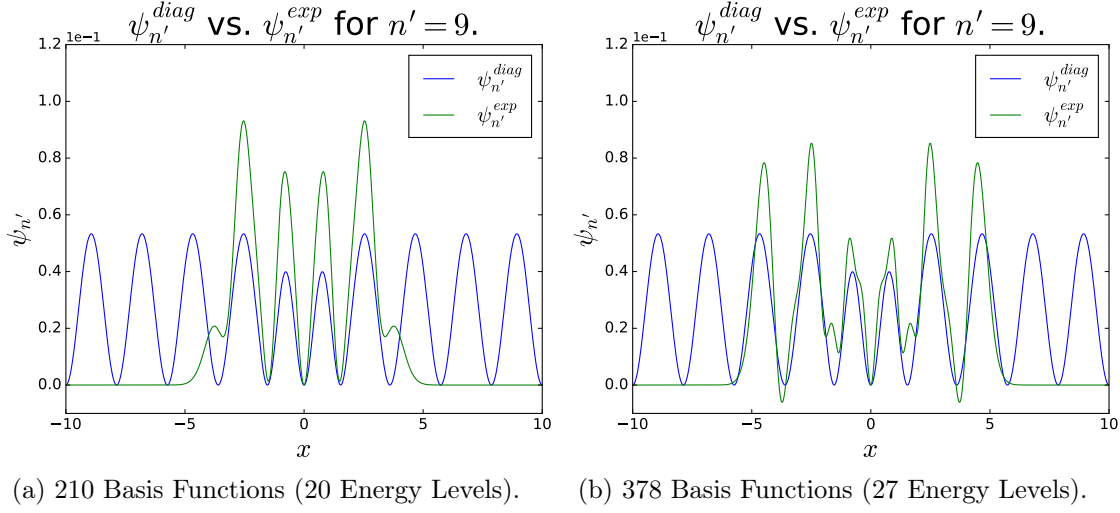 ψ_{n'}^{diag} vs. ψ_{n'}^{exp} for n' = 9.
1e−1
1.2
1.0
0.8
0.6
0.4
0.2
0.0
ψ_{n'}
ψ_{n'}^{diag}
ψ_{n'}^{exp}
−10 −5 0 5 10
x
(a) 210 Basis Functions (20 Energy Levels).
ψ_{n'}^{diag} vs. ψ_{n'}^{exp} for n' = 9.
1e−1
1.2
1.0
0.8
0.6
0.4
0.2
0.0
ψ_{n'}
ψ_{n'}^{diag}
ψ_{n'}^{exp}
−10 −5 0 5 10
x
(b) 378 Basis Functions (27 Energy Levels).